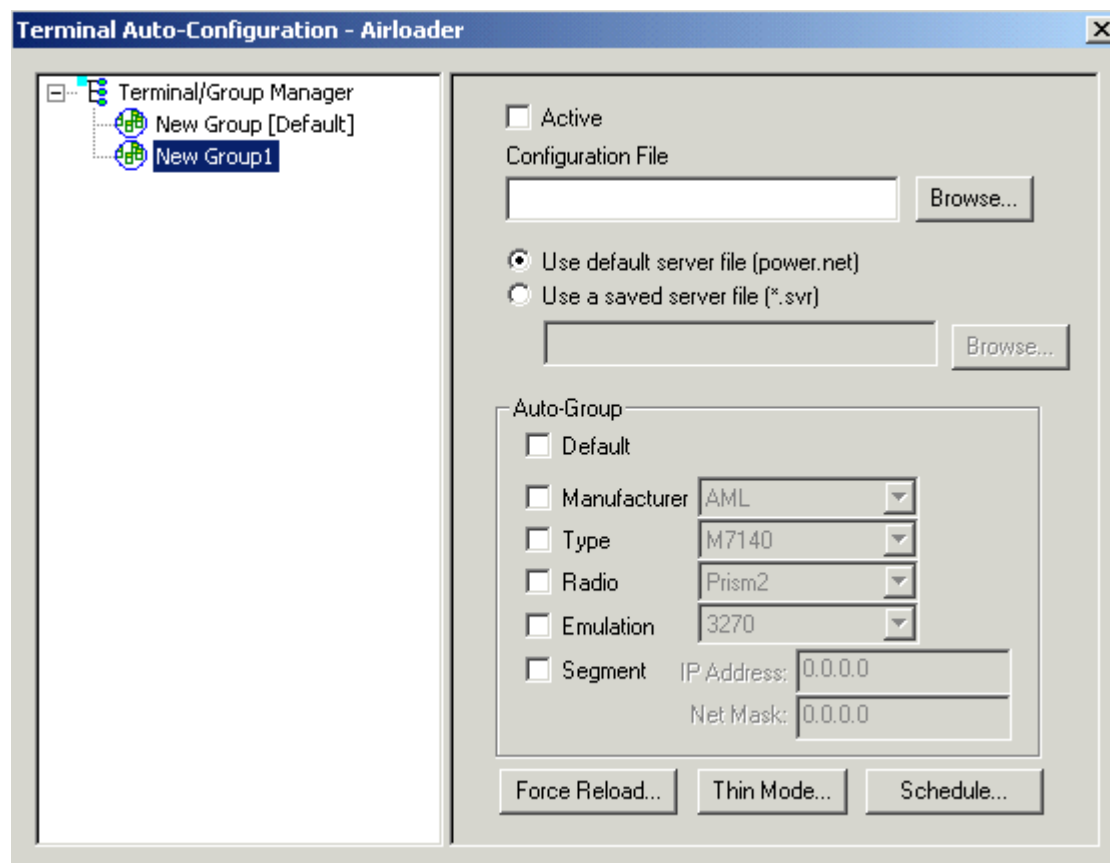 Terminal Auto-Configuration - Airloader
Terminal/Group Manager
New Group [Default]
New Group1
Active
Configuration File
Browse...
Use default server file (power.net)
Use a saved server file (*.svr)
Browse...
Auto-Group
Default
Manufacturer AML
Type M7140
Radio Prism2
Emulation 3270
Segment IP Address: 0.0.0.0
Net Mask: 0.0.0.0
Force Reload... Thin Mode... Schedule...